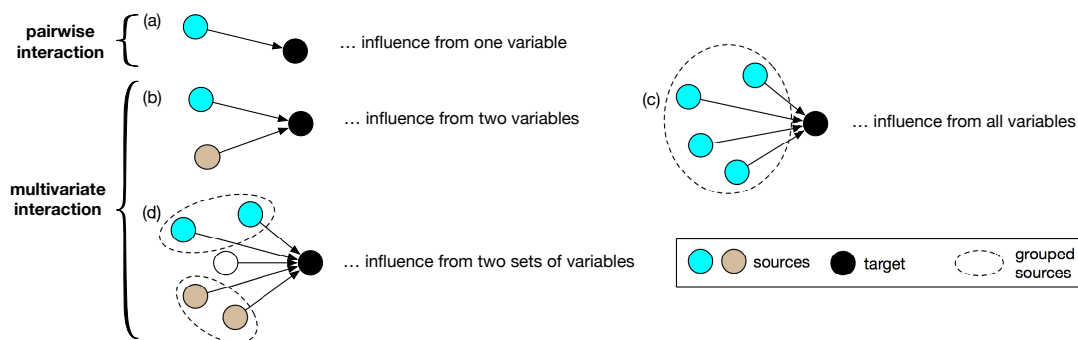 pairwise
interaction
(a)
... influence from one variable
multivariate
interaction
(b)
... influence from two variables
(c)
... influence from all variables
(d)
... influence from two sets of variables
sources
target
grouped
sources